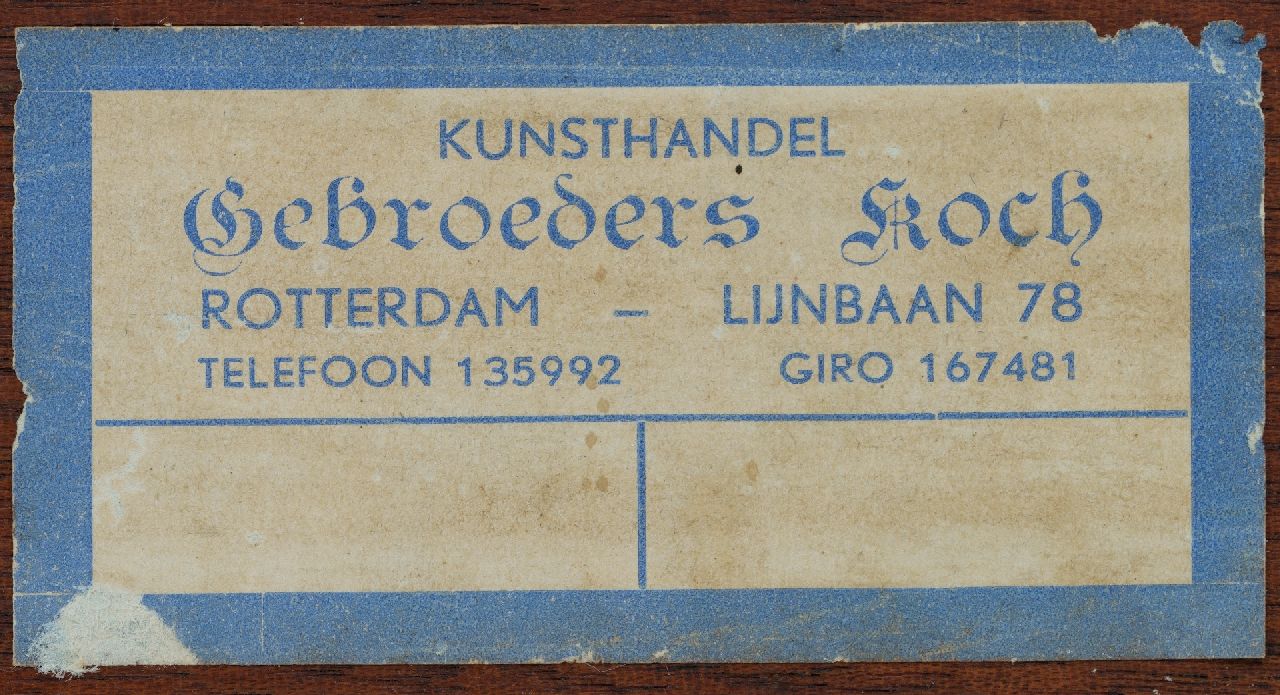 KUNSTHANDEL
Gebroeders Koch
ROTTERDAM – LIJNBAAN 78
TELEFOON 135992 GIRO 167481